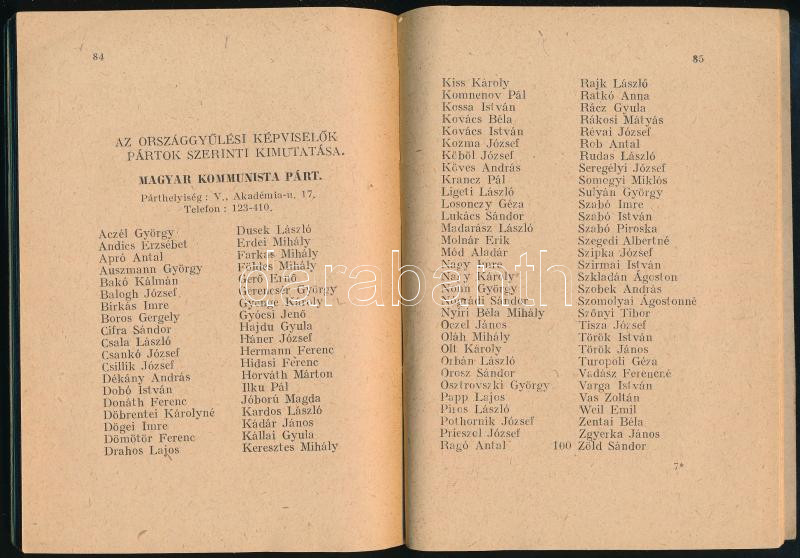 84
AZ ORSZÁGGYŰLÉSI KÉPVISELŐK
PÁRTOK SZERINTI KIMUTATÁSA.
MAGYAR KOMMUNISTA PÁRT.
Párthelyiség : V., Akadémia-u. 17.
Telefon : 123-410.
Aczél György
Andics Erzsébet
Apró Antal
Auszmann György
Bakó Kálmán
Balogh József
Birkás Imre
Boros Gergely
Cifra Sándor
Csala László
Csankó József
Csillik József
Dékány András
Dobó István
Donáth Ferenc
Döbrentei Károlyné
Dögei Imre
Dömötör Ferenc
Drahos Lajos
Dusek László
Erdei Mihály
Farkas Mihály
Földes Mihály
Gerő Ernő
Gerencsér György
Gyenge Károly
Gyócsi Jenő
Hajdu Gyula
Háner József
Hermann Ferenc
Hidasi Ferenc
Horváth Márton
Ilku Pál
Jóború Magda
Kardos László
Kádár János
Kállai Gyula
Keresztes Mihály
85
Kiss Károly
Komnenov Pál
Kossa István
Kovács Béla
Kovács István
Kozma József
Köböl József
Köves András
Krancz Pál
Ligeti László
Losonczy Géza
Lukács Sándor
Madarász László
Molnár Erik
Mód Aladár
Nagy Imre
Nagy Károly
Nonn György
Nógrádi Sándor
Nyiri Béla Mihály
Oczel János
Oláh Mihály
Olt Károly
Orbán László
Orosz Sándor
Osztrovszki György
Papp Lajos
Piros László
Pothornik József
Prieszol József
Ragó Antal
Rajk László
Ratkó Anna
Rácz Gyula
Rákosi Mátyás
Révai József
Rob Antal
Rudas László
Seregélyi József
Somogyi Miklós
Sulyán György
Szabó Imre
Szabó István
Szabó Piroska
Szegedi Albertné
Szipka József
Szirmai István
Szkladán Ágoston
Szobek András
Szomolyai Ágostonné
Szőnyi Tibor
Tisza József
Török István
Török János
Turopoli Géza
Vadász Ferencné
Varga István
Vas Zoltán
Weil Emil
Zentai Béla
Zgyerka János
100 Zöld Sándor
7*
darabanth